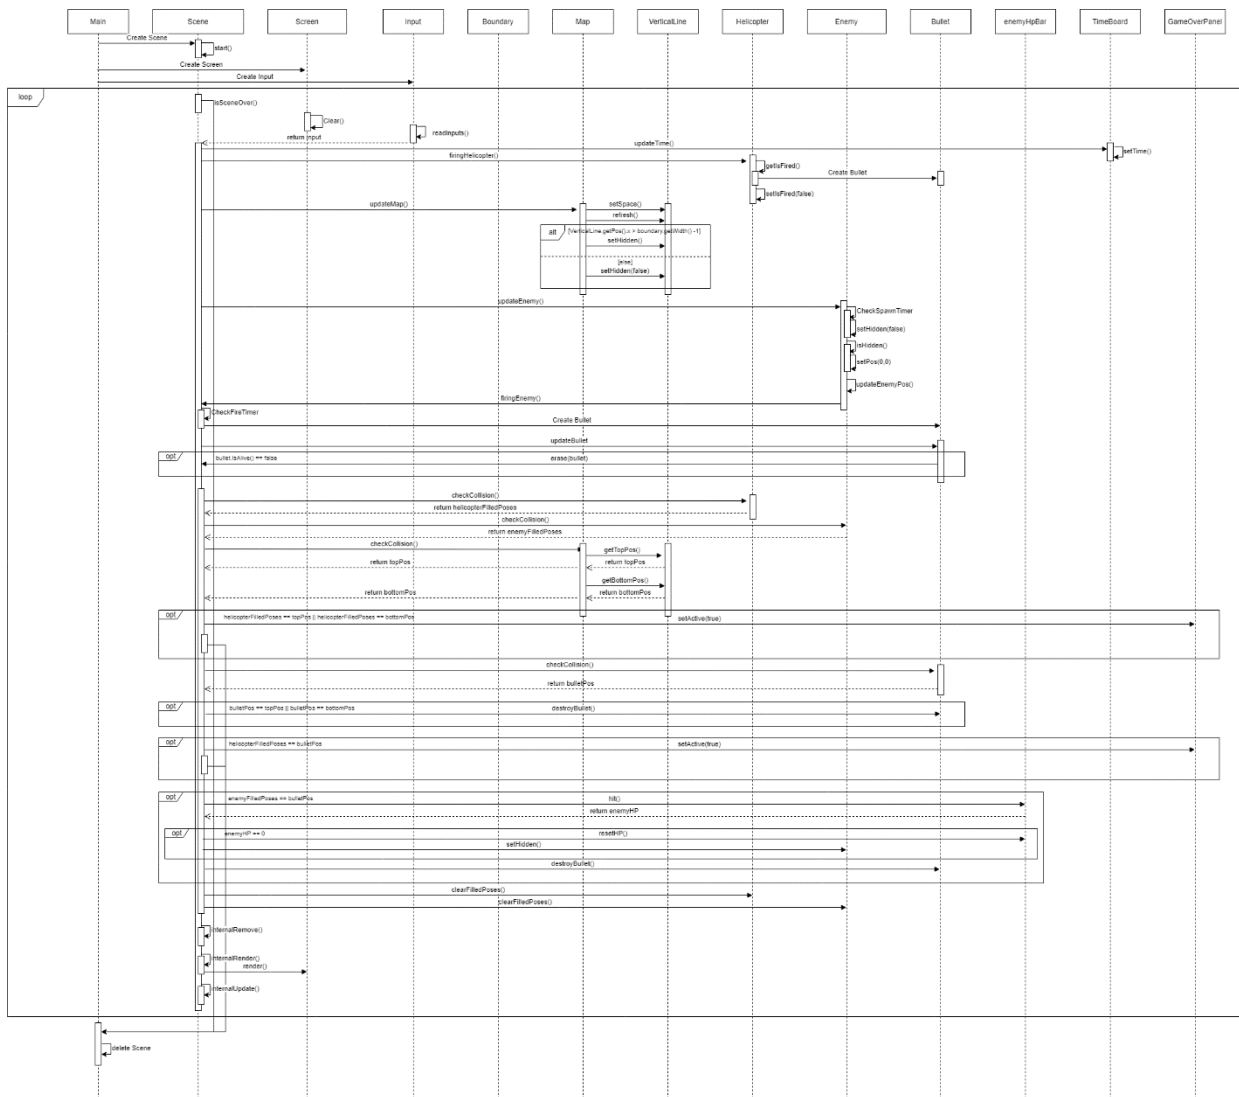 Main
Scene
Screen
Input
Boundary
Map
VerticalLine
Helicopter
Enemy
Bullet
enemyHpBar
TimeBoard
GameOverPanel
Create Scene
start()
Create Screen
Create Input
loop
isSceneOver()
Clear()
readInputs()
return Input
updateTime()
setTime()
firingHelicopter()
getIsFired()
Create Bullet
setIsFired(false)
updateMap()
setSpace()
refresh()
alt
[VerticalLine.getPos().x > boundary.getWidth() -1]
setHidden()
[else]
setHidden(false)
updateEnemy()
CheckSpawnTimer
setHidden(false)
isHidden()
setPos(0,0)
updateEnemyPos()
firingEnemy()
CheckFireTimer
Create Bullet
updateBullet
opt
bullet.isAlive() == false
erase(bullet)
checkCollision()
return helicopterFilledPoses
checkCollision()
return enemyFilledPoses
checkCollision()
getTopPos()
return topPos
return topPos
getBottomPos()
return bottomPos
return bottomPos
opt
helicopterFilledPoses == topPos || helicopterFilledPoses == bottomPos
setActive(true)
checkCollision()
return bulletPos
opt
bulletPos == topPos || bulletPos == bottomPos
destroyBullet()
opt
helicopterFilledPoses == bulletPos
setActive(true)
opt
enemyFilledPoses == bulletPos
hit()
return enemyHP
opt
enemyHP == 0
resetHP()
setHidden()
destroyBullet()
clearFilledPoses()
clearFilledPoses()
internalRemove()
internalRender()
render()
internalUpdate()
delete Scene